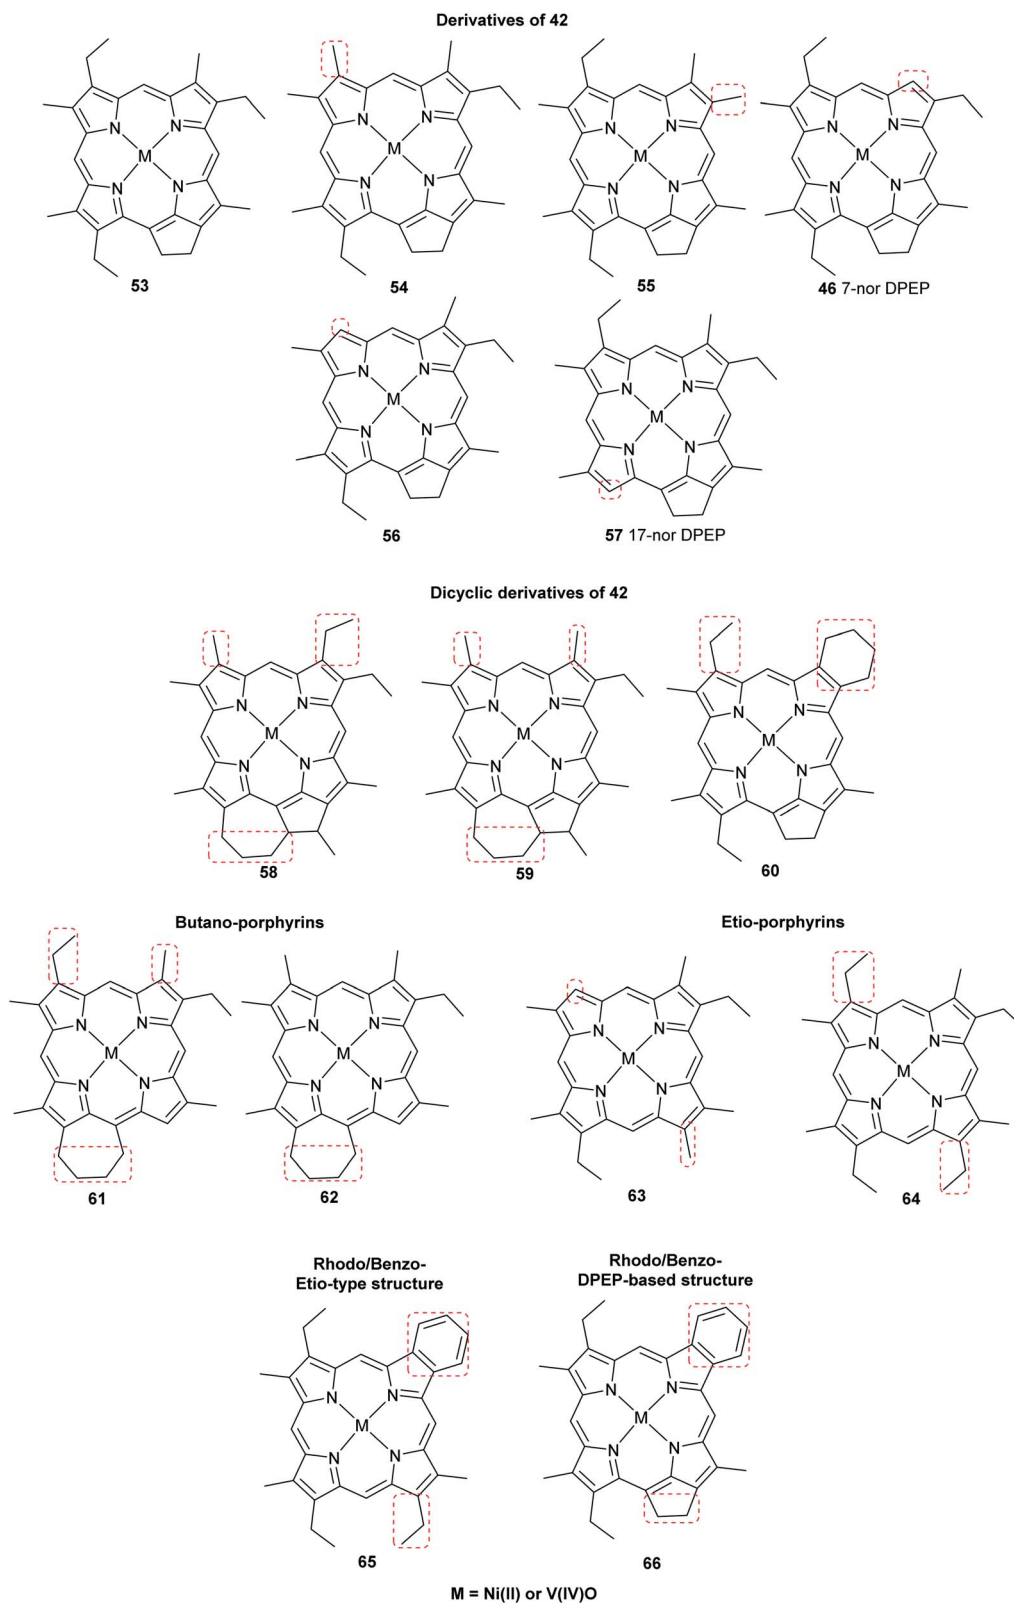 Derivatives of 42
N
N
M
N
N
N
N
M
N
N
N
N
M
N
N
N
N
M
N
N
53
54
55
46 7-nor DPEP
N
N
M
N
N
N
N
M
N
N
56
57 17-nor DPEP
Dicyclic derivatives of 42
N
N
M
N
N
N
N
M
N
N
N
N
M
N
N
58
59
60
Butano-porphyrins
Etio-porphyrins
N
N
M
N
N
N
N
M
N
N
N
N
M
N
N
N
N
M
N
N
61
62
63
64
Rhodo/Benzo-
Etio-type structure
Rhodo/Benzo-
DPEP-based structure
N
N
M
N
N
N
N
M
N
N
65
66
M = Ni(II) or V(IV)O